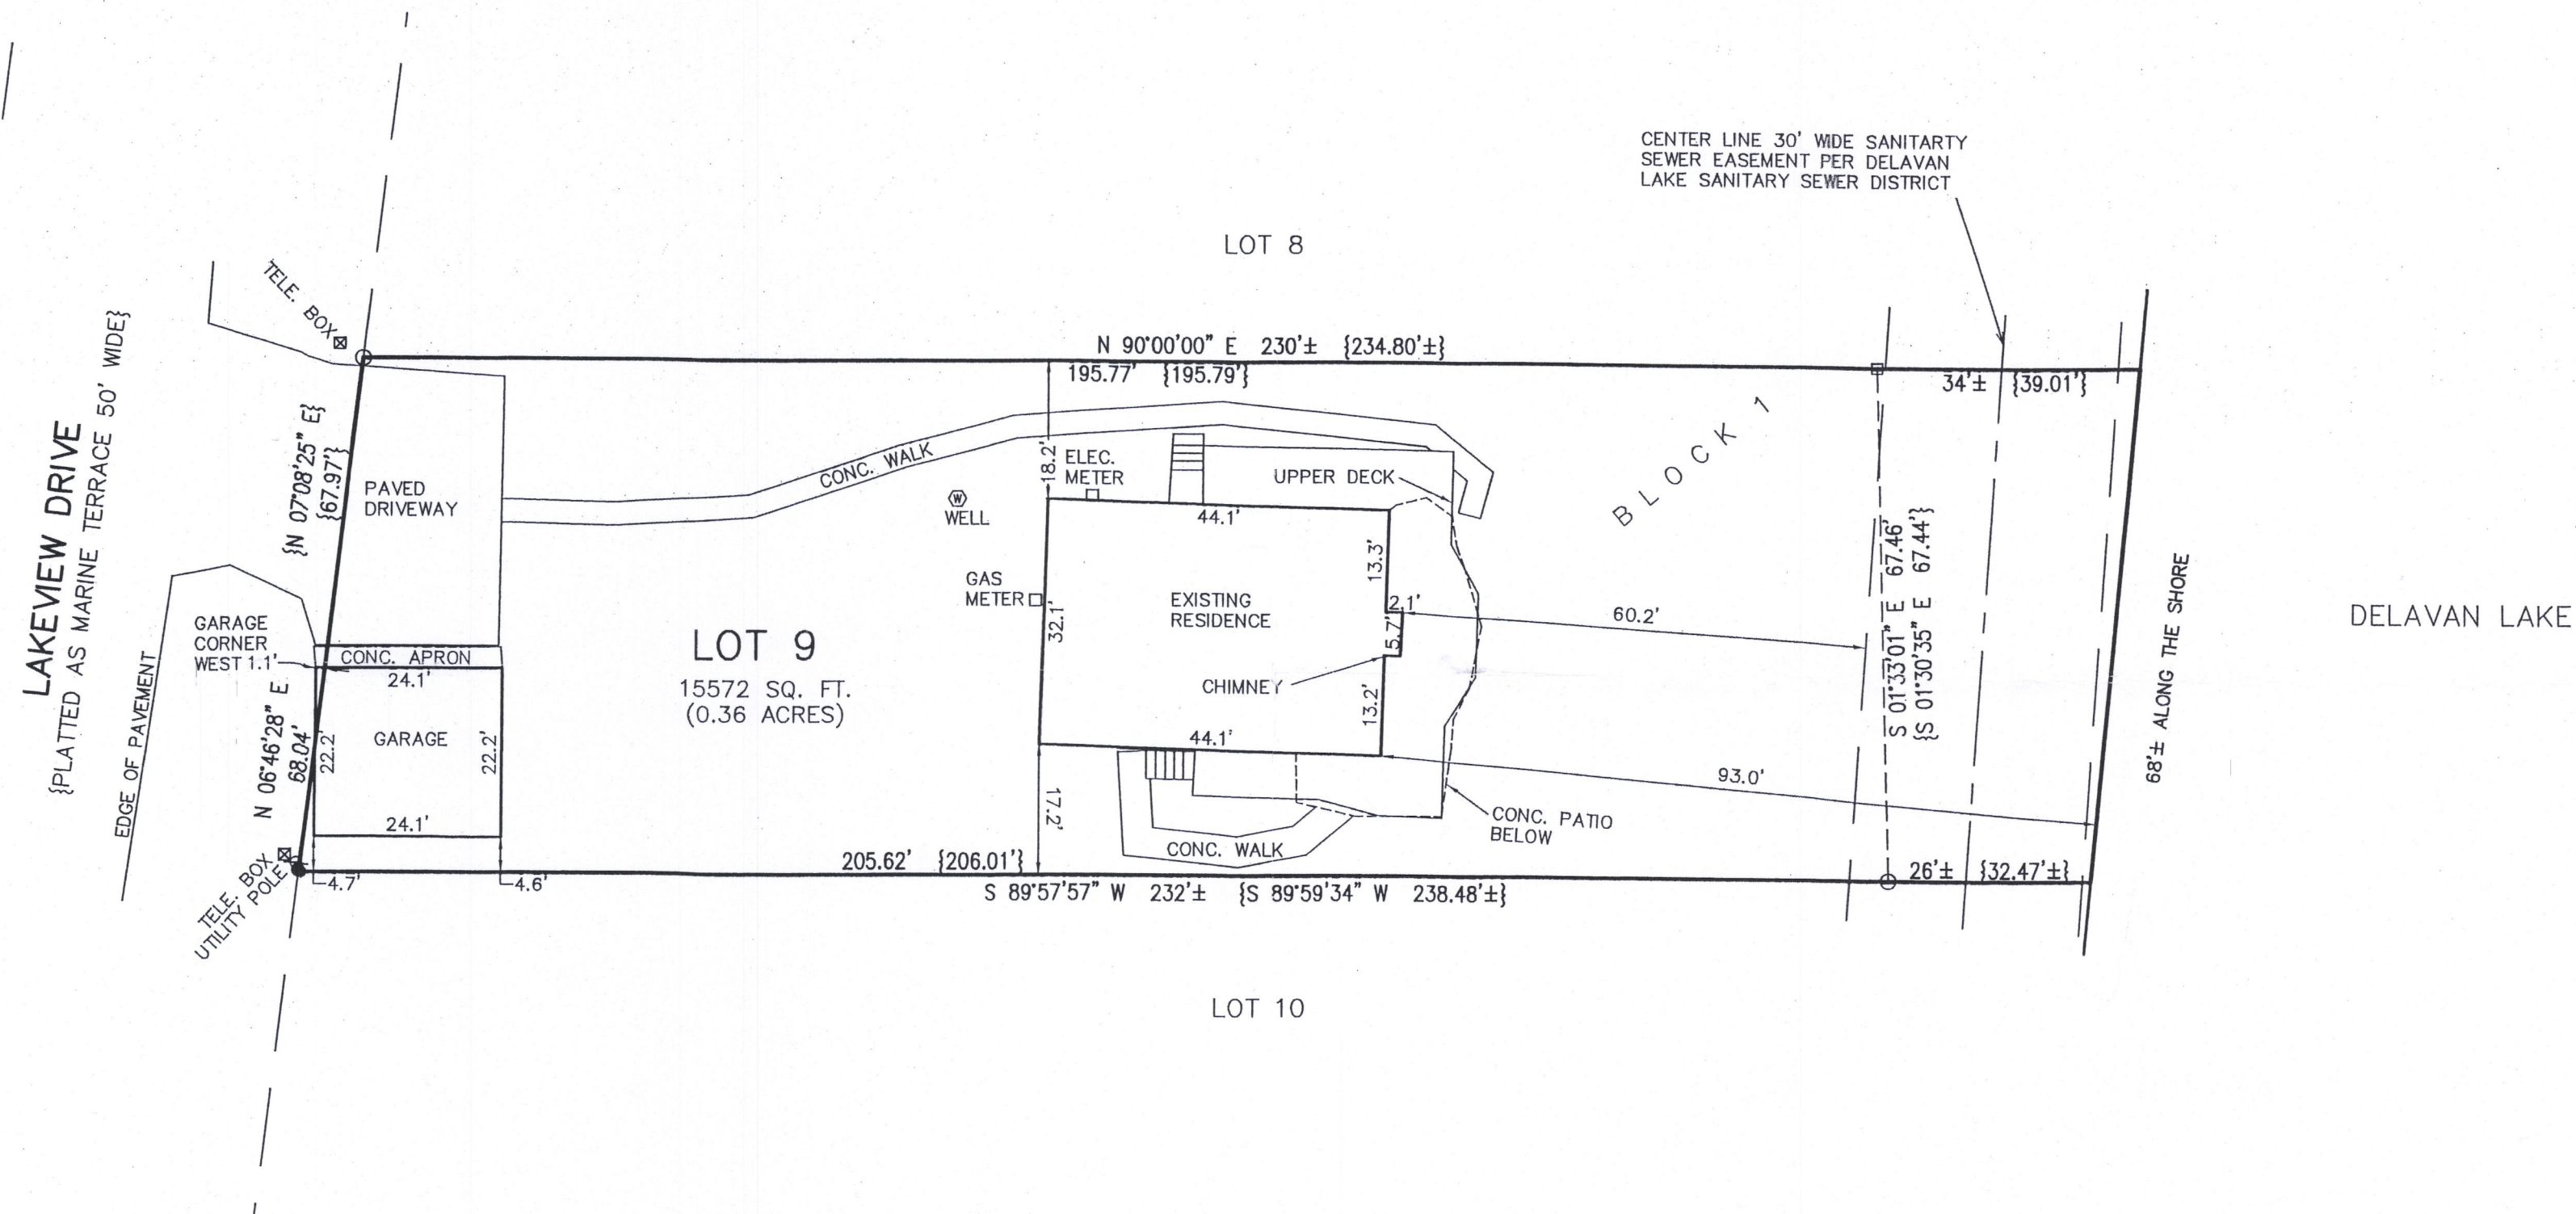 CENTER LINE 30' WIDE SANITARTY
SEWER EASEMENT PER DELAVAN
LAKE SANITARY SEWER DISTRICT
LOT 8
TELE. BOX
N 90°00'00" E 230'± {234.80'±}
195.77' {195.79'}
34'± {39.01'}
LAKEVIEW DRIVE
{PLATTED AS MARINE TERRACE 50' WIDE}
EDGE OF PAVEMENT
{N 07°08'25" E}
{67.97'}
PAVED
DRIVEWAY
CONC. WALK
18.2'
ELEC.
METER
UPPER DECK
BLOCK 1
W
WELL
44.1'
13.3'
GAS
METER
32.1'
EXISTING
RESIDENCE
2.1'
5.7'
60.2'
S 01°33'01" E 67.46'
{S 01°30'35" E 67.44'}
68'± ALONG THE SHORE
DELAVAN LAKE
GARAGE
CORNER
WEST 1.1'
CONC. APRON
24.1'
LOT 9
15572 SQ. FT.
(0.36 ACRES)
CHIMNEY
13.2'
N 06°46'28" E
68.04'
22.2'
GARAGE
22.2'
44.1'
93.0'
24.1'
17.2'
CONC. PATIO
BELOW
CONC. WALK
TELE. BOX
UTILITY POLE
4.7'
4.6'
205.62' {206.01'}
26'± {32.47'±}
S 89°57'57" W 232'± {S 89°59'34" W 238.48'±}
LOT 10